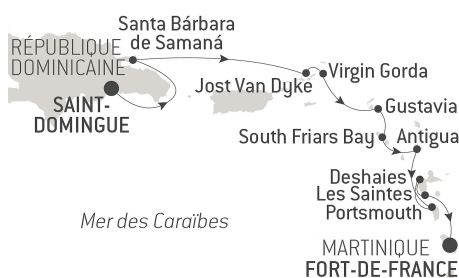 Santa Bárbara
de Samaná
RÉPUBLIQUE
DOMINICAINE
Jost Van Dyke
Virgin Gorda
SAINT-
DOMINGUE
Gustavia
South Friars Bay
Antigua
Deshaies
Les Saintes
Portsmouth
Mer des Caraïbes
MARTINIQUE
FORT-DE-FRANCE